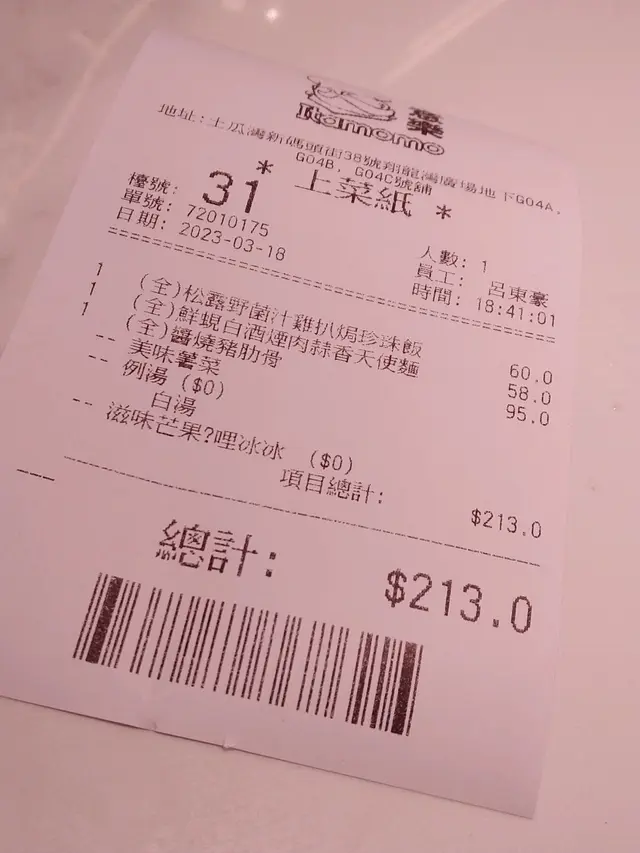 意樂
Itamomo
地址:土瓜灣新碼頭街38號翔龍灣廣場地下G04A,
G04B, G04C號舖
* 上菜紙 *
檯號: 31
人數: 1
單號: 72010175
員工: 呂東豪
日期: 2023-03-18
時間: 18:41:01
1 (全)松露野菌汁雞扒焗珍珠飯 60.0
1 (全)鮮蜆白酒煙肉蒜香天使麵 58.0
1 (全)醬燒豬肋骨 95.0
-- 美味薯菜
-- 例湯 ($0)
白湯
-- 滋味芒果?哩冰冰 ($0)
項目總計: $213.0
總計: $213.0